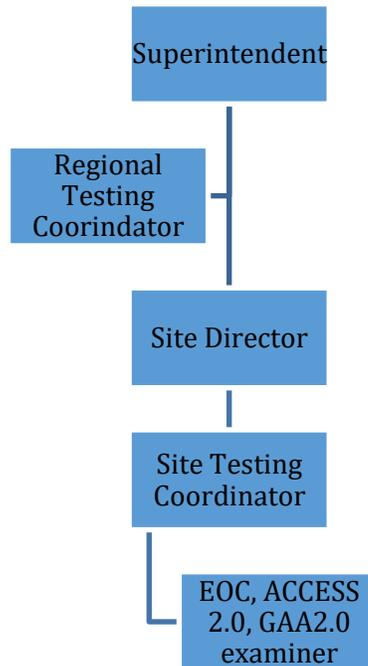 Superintendent
Regional
Testing
Coorindator
Site Director
Site Testing
Coordinator
EOC, ACCESS
2.0, GAA2.0
examiner